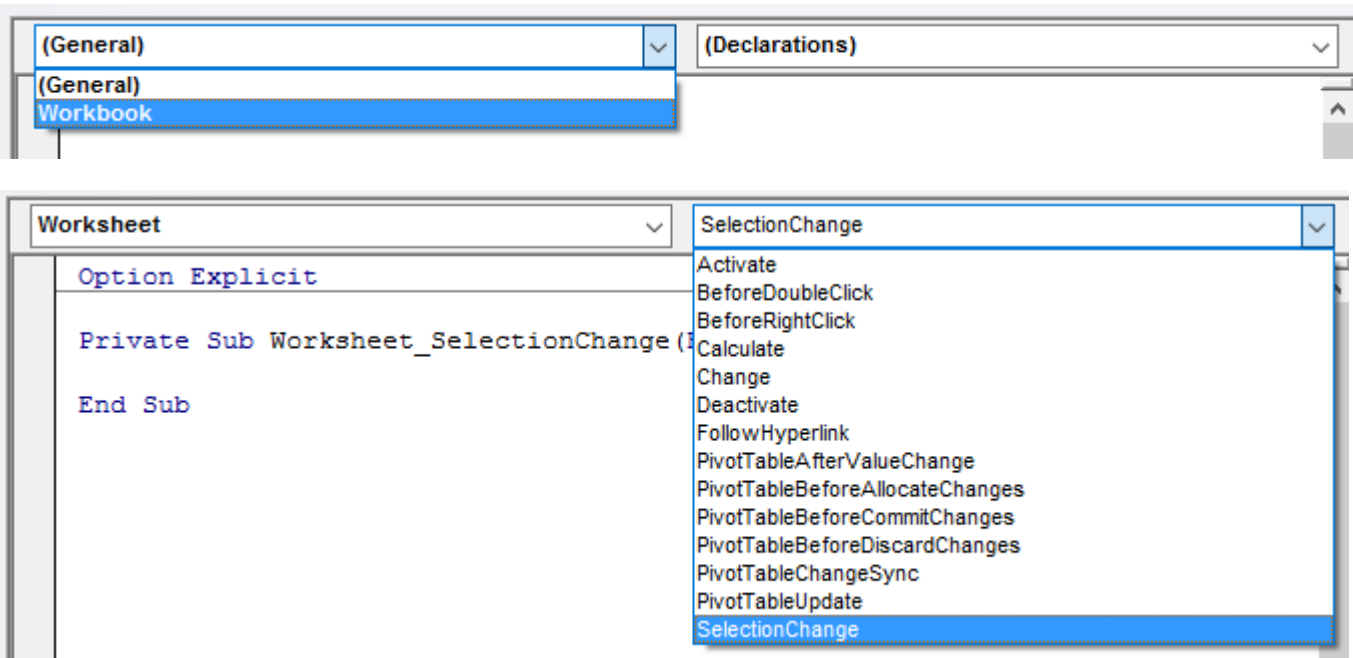 (General)
(Declarations)
(General)
Workbook
Worksheet
SelectionChange
Option Explicit
Private Sub Worksheet_SelectionChange(
End Sub
Activate
BeforeDoubleClick
BeforeRightClick
Calculate
Change
Deactivate
FollowHyperlink
PivotTableAfterValueChange
PivotTableBeforeAllocateChanges
PivotTableBeforeCommitChanges
PivotTableBeforeDiscardChanges
PivotTableChangeSync
PivotTableUpdate
SelectionChange